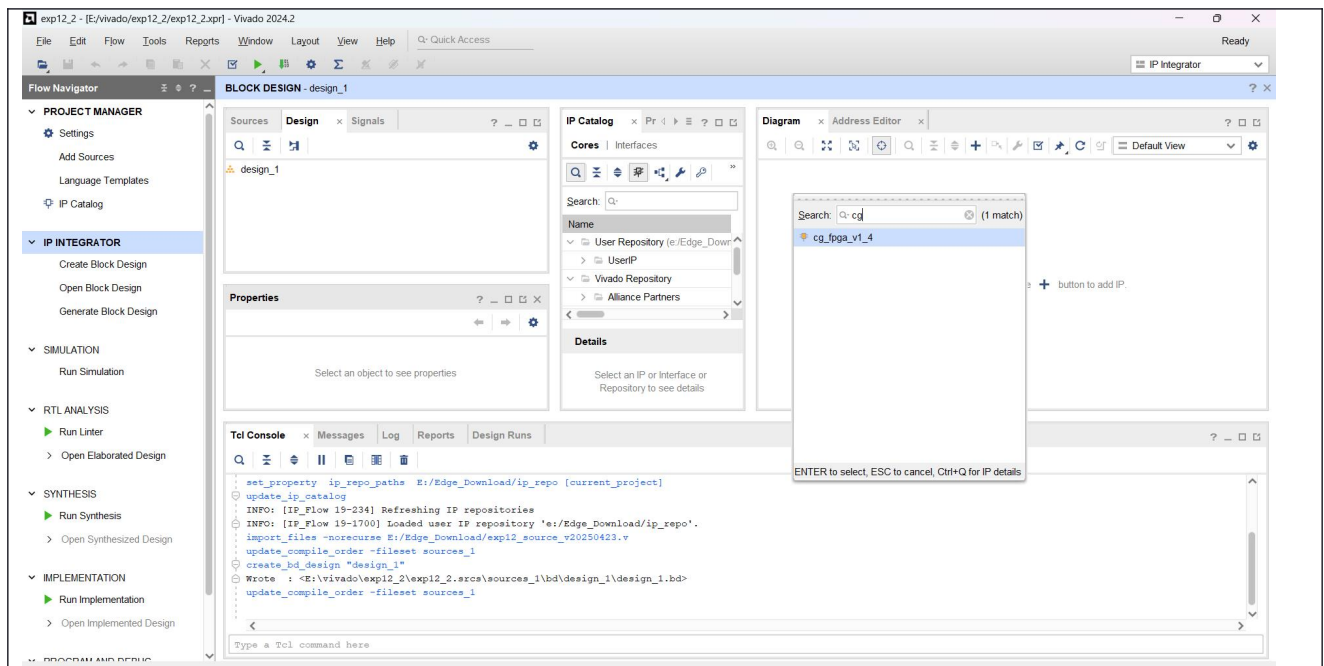 exp12_2 - [E:/vivado/exp12_2/exp12_2.xpr] - Vivado 2024.2
File Edit Flow Tools Reports Window Layout View Help Quick Access
Ready
IP Integrator
Flow Navigator
PROJECT MANAGER
Settings
Add Sources
Language Templates
IP Catalog
IP INTEGRATOR
Create Block Design
Open Block Design
Generate Block Design
SIMULATION
Run Simulation
RTL ANALYSIS
Run Linter
Open Elaborated Design
SYNTHESIS
Run Synthesis
Open Synthesized Design
IMPLEMENTATION
Run Implementation
Open Implemented Design
BLOCK DESIGN - design_1
Sources Design Signals
design_1
Properties
Select an object to see properties
IP Catalog Pr
Cores | Interfaces
Search:
Name
User Repository (e:/Edge_Down
UserIP
Vivado Repository
Alliance Partners
Details
Select an IP or Interface or
Repository to see details
Diagram Address Editor
Default View
Search: cg (1 match)
cg_fpga_v1_4
button to add IP.
ENTER to select, ESC to cancel, Ctrl+Q for IP details
Tcl Console Messages Log Reports Design Runs
set_property ip_repo_paths E:/Edge_Download/ip_repo [current_project]
update_ip_catalog
INFO: [IP_Flow 19-234] Refreshing IP repositories
INFO: [IP_Flow 19-1700] Loaded user IP repository 'e:/Edge_Download/ip_repo'.
import_files -norecurse E:/Edge_Download/exp12_source_v20250423.v
update_compile_order -fileset sources_1
create_bd_design "design_1"
Wrote : <E:\vivado\exp12_2\exp12_2.srcs\sources_1\bd\design_1\design_1.bd>
update_compile_order -fileset sources_1
Type a Tcl command here